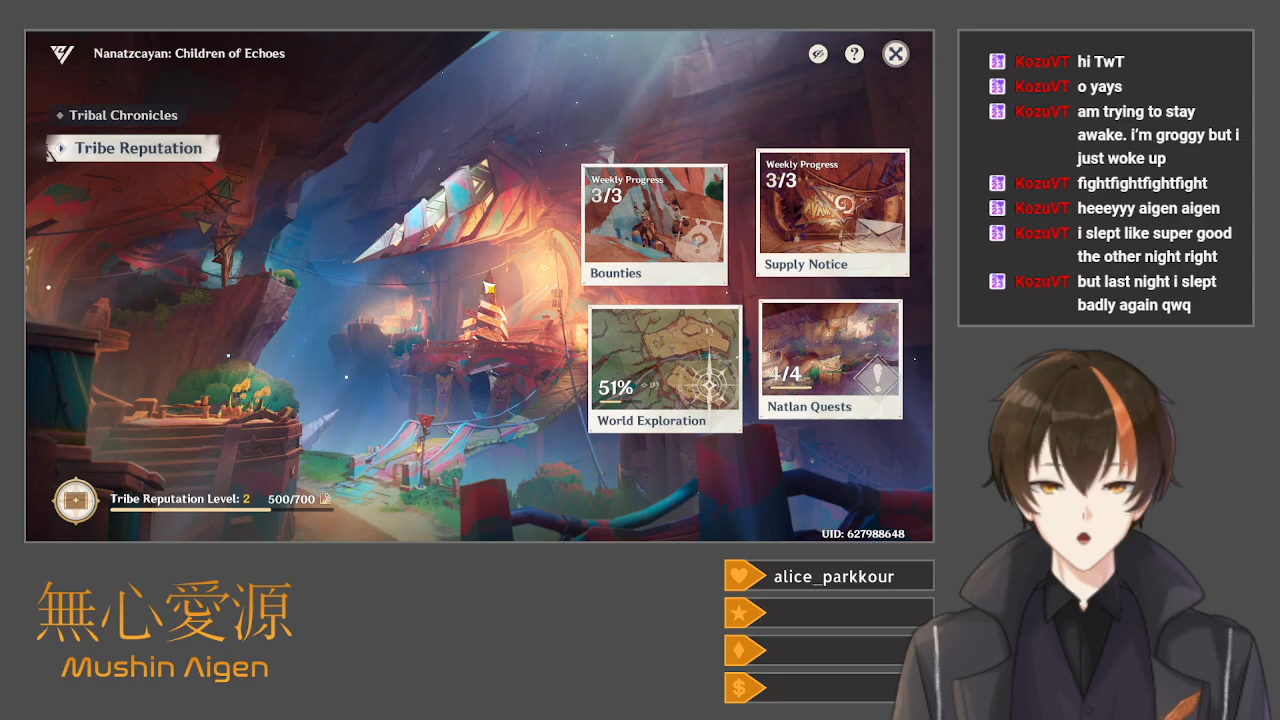 Nanatzcayan: Children of Echoes
?
Tribal Chronicles
Tribe Reputation
Weekly Progress
3/3
Bounties
Weekly Progress
3/3
Supply Notice
51%
World Exploration
4/4
Natlan Quests
Tribe Reputation Level: 2 500/700
UID: 627988648
KozuVT hi TwT
KozuVT o yays
KozuVT am trying to stay
awake. i'm groggy but i
just woke up
KozuVT fightfightfightfight
KozuVT heeeyyy aigen aigen
KozuVT i slept like super good
the other night right
KozuVT but last night i slept
badly again qwq
無心愛源
Mushin Aigen
alice_parkkour
$